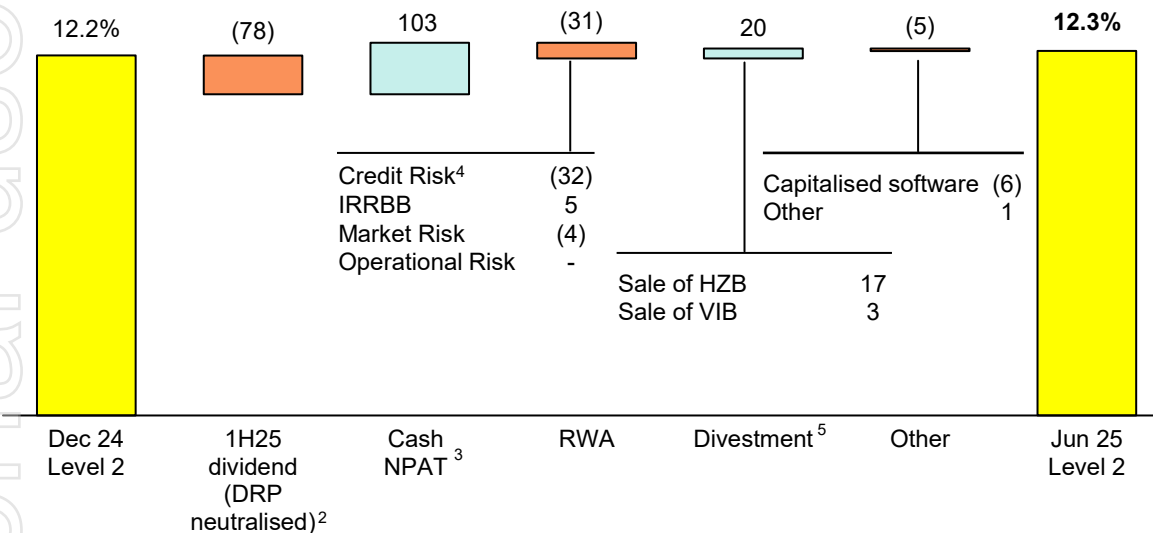 12.2%
(78)
103
(31)
20
(5)
12.3%
Credit Risk4 (32)
IRRBB 5
Market Risk (4)
Operational Risk -
Sale of HZB 17
Sale of VIB 3
Capitalised software (6)
Other 1
Dec 24
Level 2
1H25
dividend
(DRP
neutralised)2
Cash
NPAT 3
RWA
Divestment 5
Other
Jun 25
Level 2